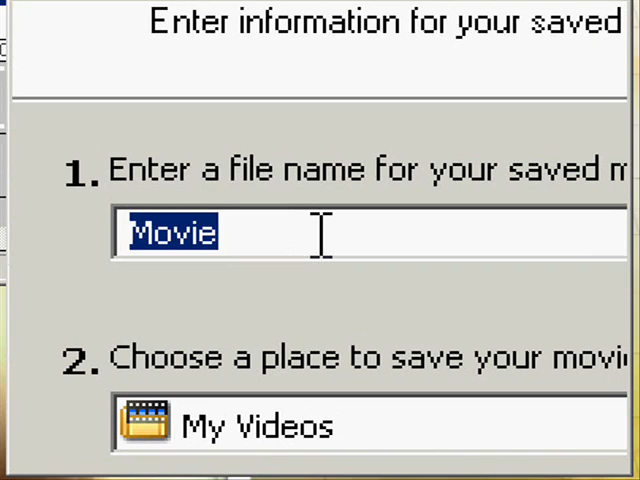 Enter information for your saved
1. Enter a file name for your saved m
Movie
2. Choose a place to save your movi
My Videos